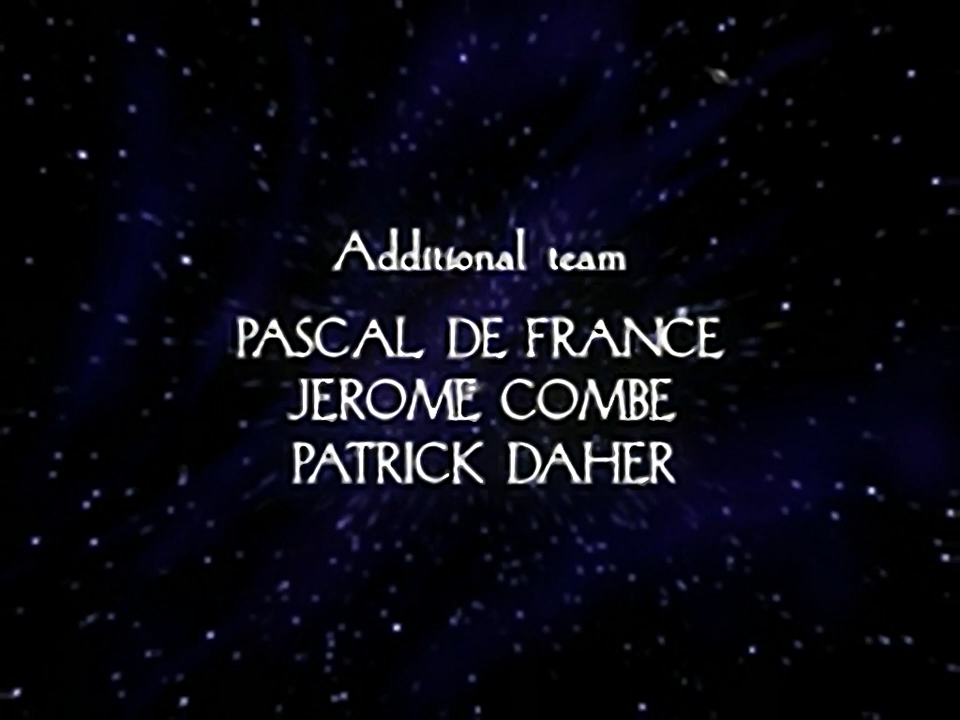 Additional team
PASCAL DE FRANCE
JEROME COMBE
PATRICK DAHER